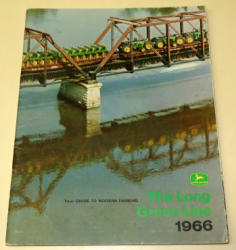 Your GUIDE TO MODERN FARMING
The Long
Green Line
1966